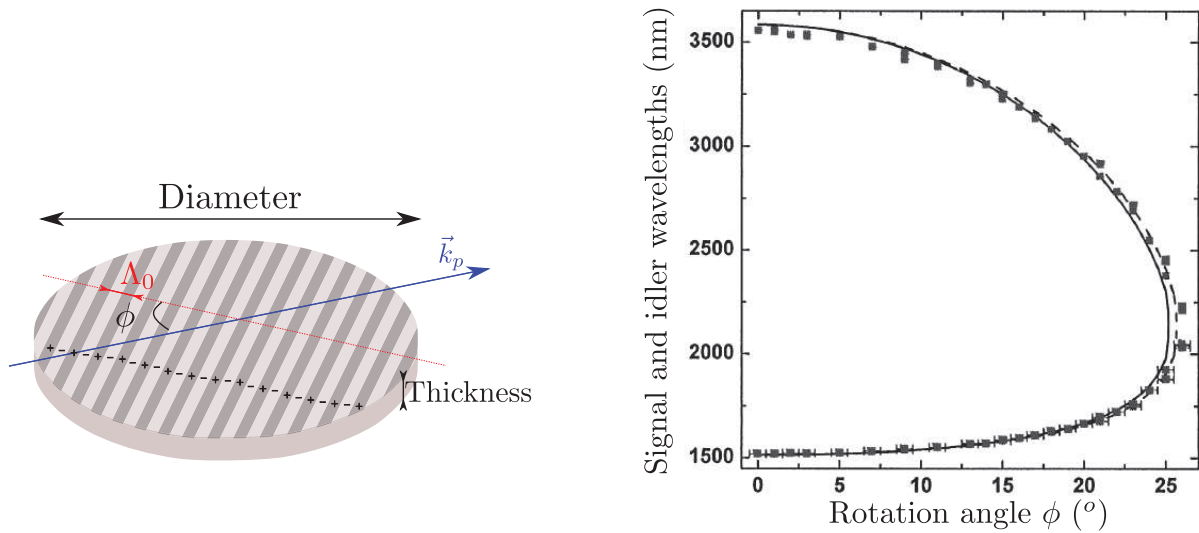 Diameter
Λ₀
k⃗ₚ
ϕ
Thickness
Signal and idler wavelengths (nm)
3500
3000
2500
2000
1500
0 5 10 15 20 25
Rotation angle ϕ (ᵒ)